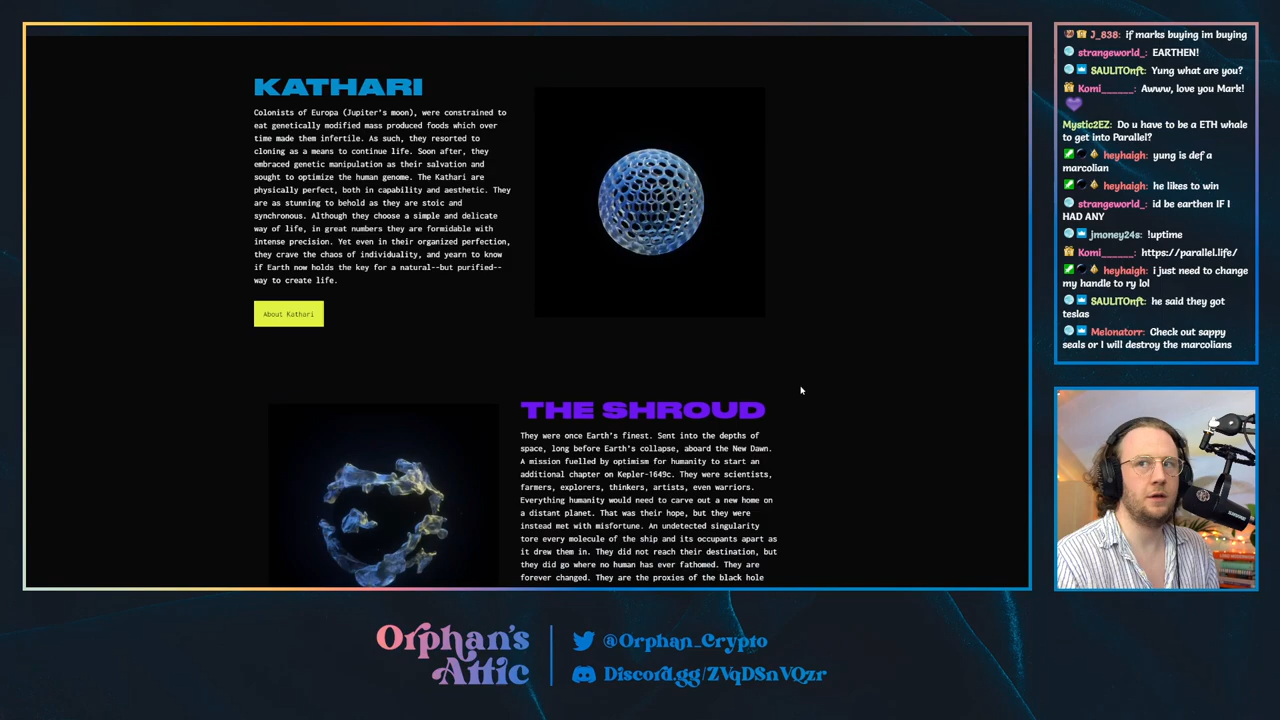 KATHARI
Colonists of Europa (Jupiter's moon), were constrained to
eat genetically modified mass produced foods which over
time made them infertile. As such, they resorted to
cloning as a means to continue life. Soon after, they
embraced genetic manipulation as their salvation and
sought to optimize the human genome. The Kathari are
physically perfect, both in capability and aesthetic. They
are as stunning to behold as they are stoic and
synchronous. Although they choose a simple and delicate
way of life, in great numbers they are formidable with
intense precision. Yet even in their organized perfection,
they crave the chaos of individuality, and yearn to know
if Earth now holds the key for a natural--but purified--
way to create life.
About Kathari
THE SHROUD
They were once Earth's finest. Sent into the depths of
space, long before Earth's collapse, aboard the New Dawn.
A mission fuelled by optimism for humanity to start an
additional chapter on Kepler-1649c. They were scientists,
farmers, explorers, thinkers, artists, even warriors.
Everything humanity would need to carve out a new home on
a distant planet. That was their hope, but they were
instead met with misfortune. An undetected singularity
tore every molecule of the ship and its occupants apart as
it drew them in. They did not reach their destination, but
they did go where no human has ever fathomed. They are
forever changed. They are the proxies of the black hole
J_838: if marks buying im buying
strangeworld_: EARTHEN!
SAULITOnft: Yung what are you?
Komi______: Awww, love you Mark!
Mystic2EZ: Do u have to be a ETH whale
to get into Parallel?
heyhaigh: yung is def a
marcolian
heyhaigh: he likes to win
strangeworld_: id be earthen IF I
HAD ANY
jmoney24s: !uptime
Komi______: https://parallel.life/
heyhaigh: i just need to change
my handle to ry lol
SAULITOnft: he said they got
teslas
Melonatorr: Check out sappy
seals or I will destroy the marcolians
Orphan's
Attic
@Orphan_Crypto
Discord.gg/ZVqDSnVQzr